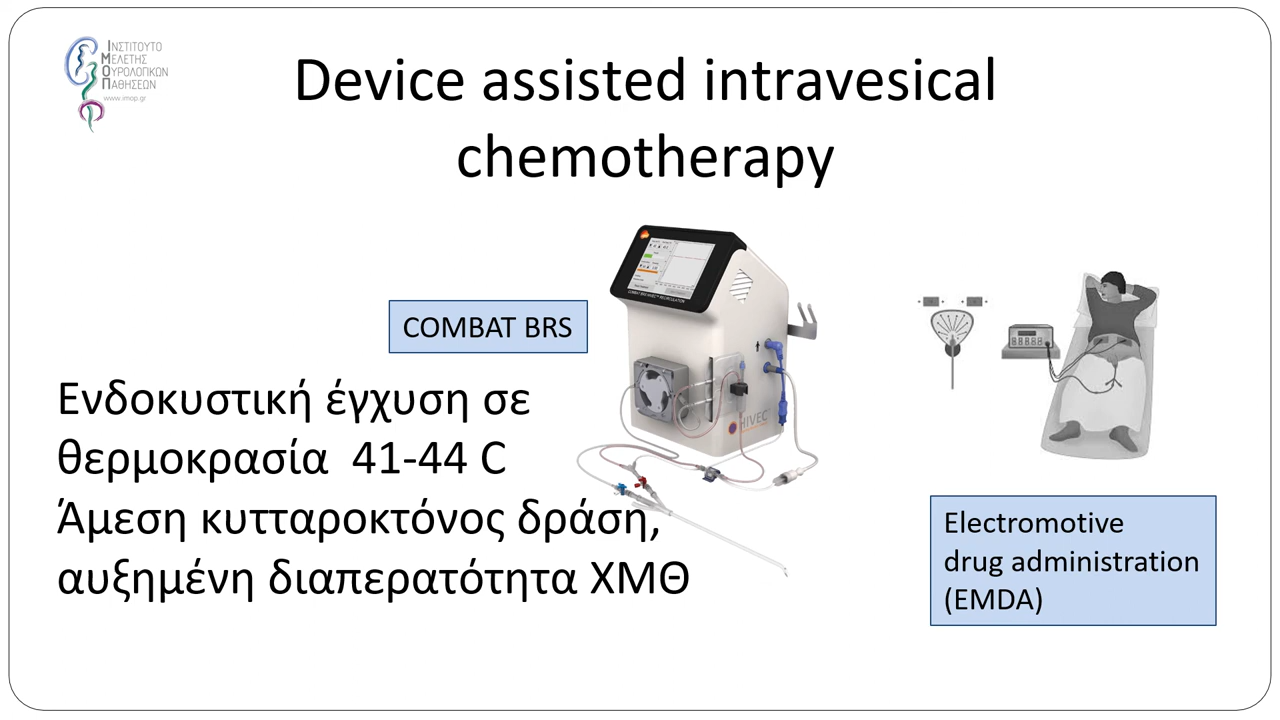 ΙΝΣΤΙΤΟΥΤΟ
ΜΕΛΕΤΗΣ
ΟΥΡΟΛΟΓΙΚΩΝ
ΠΑΘΗΣΕΩΝ
www.imop.gr
Device assisted intravesical
chemotherapy
COMBAT BRS
HIVEC
Ενδοκυστική έγχυση σε
θερμοκρασία 41-44 C
Άμεση κυτταροκτόνος δράση,
αυξημένη διαπερατότητα ΧΜΘ
Electromotive
drug administration
(EMDA)